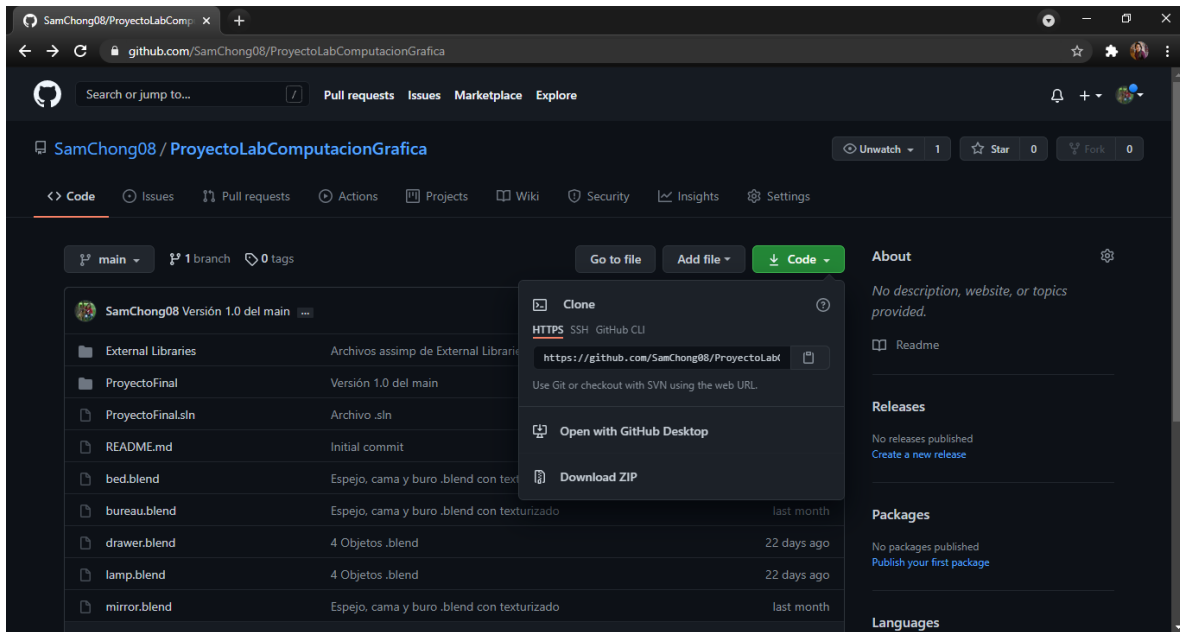 SamChong08/ProyectoLabComp
github.com/SamChong08/ProyectoLabComputacionGrafica
Search or jump to... /
Pull requests Issues Marketplace Explore
SamChong08 / ProyectoLabComputacionGrafica
Unwatch 1 Star 0 Fork 0
Code Issues Pull requests Actions Projects Wiki Security Insights Settings
main 1 branch 0 tags
Go to file Add file Code
SamChong08 Versión 1.0 del main ...
External Libraries Archivos assimp de External Librarie
ProyectoFinal Versión 1.0 del main
ProyectoFinal.sln Archivo .sln
README.md Initial commit
bed.blend Espejo, cama y buro .blend con text
bureau.blend Espejo, cama y buro .blend con texturizado last month
drawer.blend 4 Objetos .blend 22 days ago
lamp.blend 4 Objetos .blend 22 days ago
mirror.blend Espejo, cama y buro .blend con texturizado last month
Clone
HTTPS SSH GitHub CLI
https://github.com/SamChong08/ProyectoLab
Use Git or checkout with SVN using the web URL.
Open with GitHub Desktop
Download ZIP
About
No description, website, or topics
provided.
Readme
Releases
No releases published
Create a new release
Packages
No packages published
Publish your first package
Languages